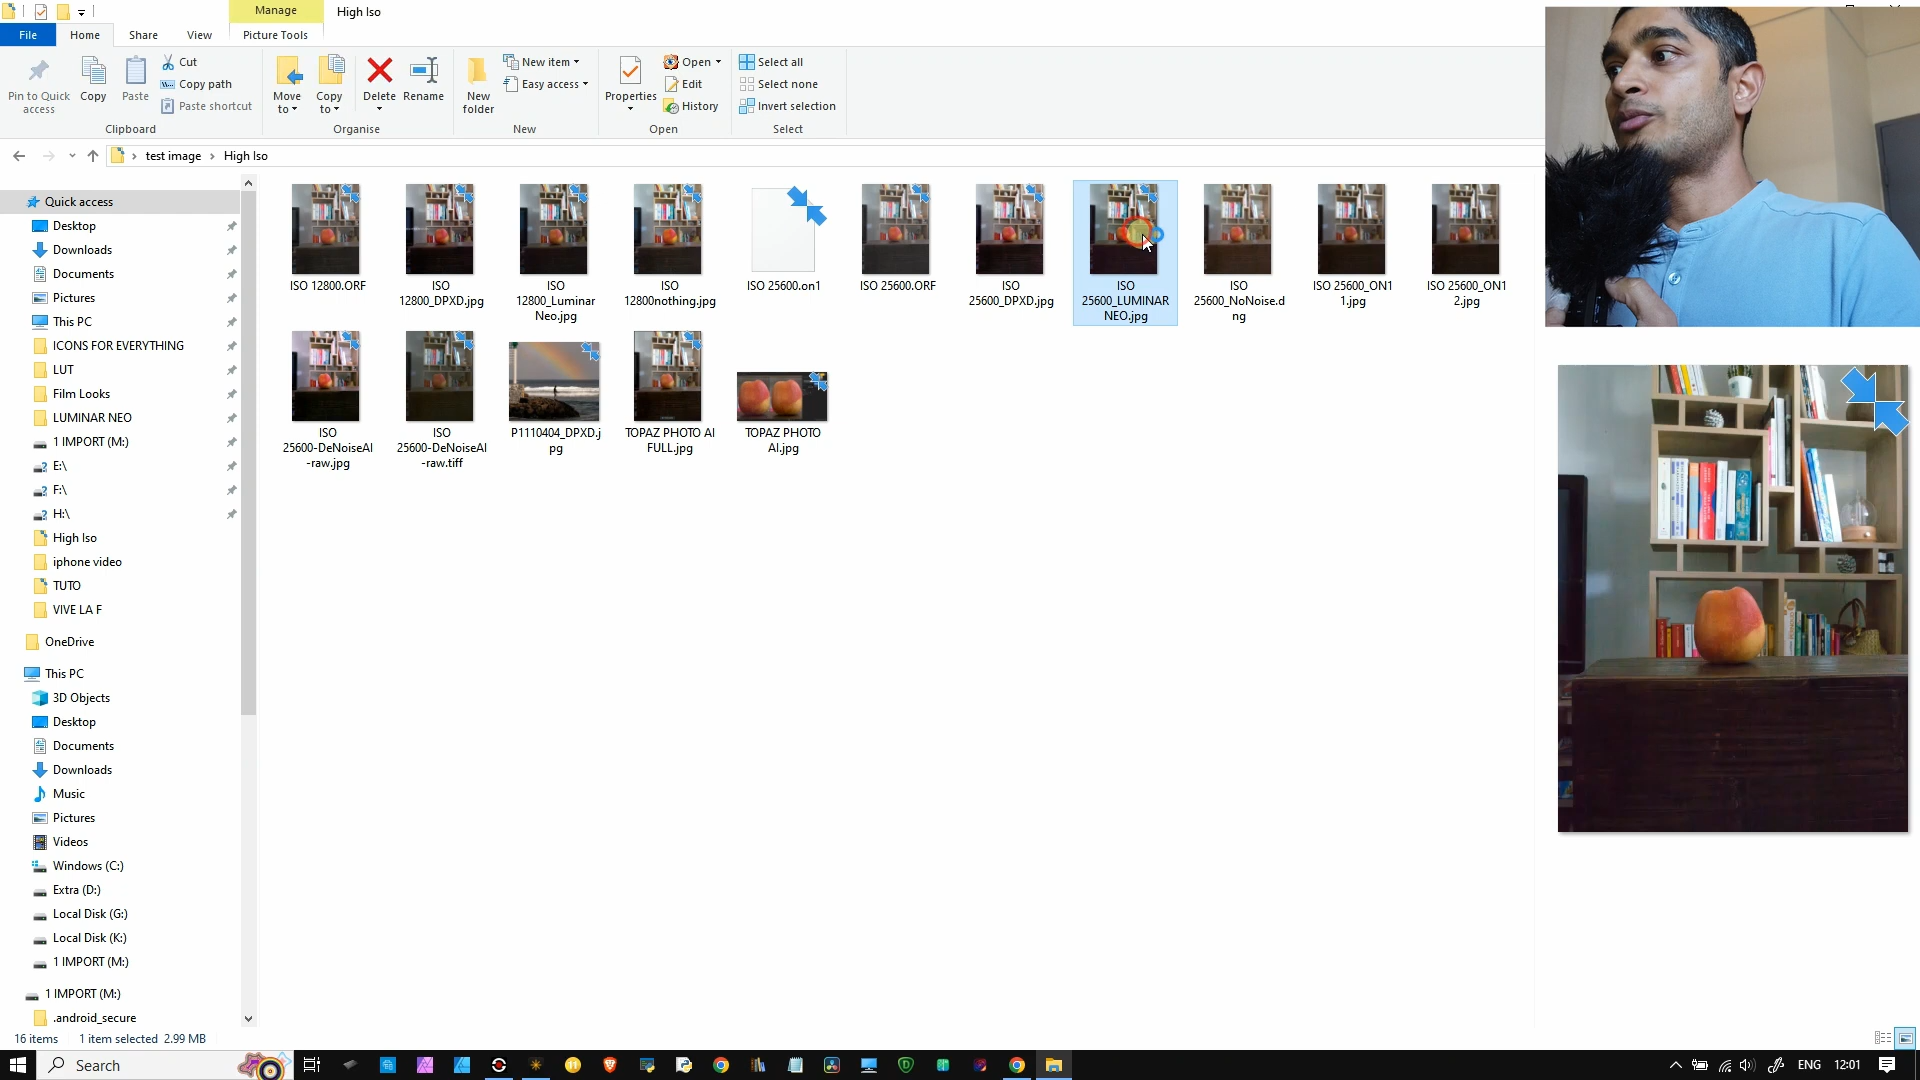 Manage
High Iso
File
Home
Share
View
Picture Tools
Pin to Quick
access
Copy
Paste
Cut
Copy path
Paste shortcut
Clipboard
Move
to
Copy
to
Delete
Rename
Organise
New
folder
New item
Easy access
New
Properties
Open
Edit
History
Open
Select all
Select none
Invert selection
Select
test image
High Iso
Quick access
Desktop
Downloads
Documents
Pictures
This PC
ICONS FOR EVERYTHING
LUT
Film Looks
LUMINAR NEO
1 IMPORT (M:)
E:\
F:\
H:\
High Iso
iphone video
TUTO
VIVE LA F
OneDrive
This PC
3D Objects
Desktop
Documents
Downloads
Music
Pictures
Videos
Windows (C:)
Extra (D:)
Local Disk (G:)
Local Disk (K:)
1 IMPORT (M:)
1 IMPORT (M:)
.android_secure
ISO 12800.ORF
ISO
12800_DPXD.jpg
ISO
12800_Luminar
Neo.jpg
ISO
12800nothing.jpg
ISO 25600.on1
ISO 25600.ORF
ISO
25600_DPXD.jpg
ISO
25600_LUMINAR
NEO.jpg
ISO
25600_NoNoise.d
ng
ISO 25600_ON1
1.jpg
ISO 25600_ON1
2.jpg
ISO
25600-DeNoiseAI
-raw.jpg
ISO
25600-DeNoiseAI
-raw.tiff
P1110404_DPXD.j
pg
TOPAZ PHOTO AI
FULL.jpg
TOPAZ PHOTO
AI.jpg
16 items
1 item selected 2.99 MB
Search
ENG
12:01